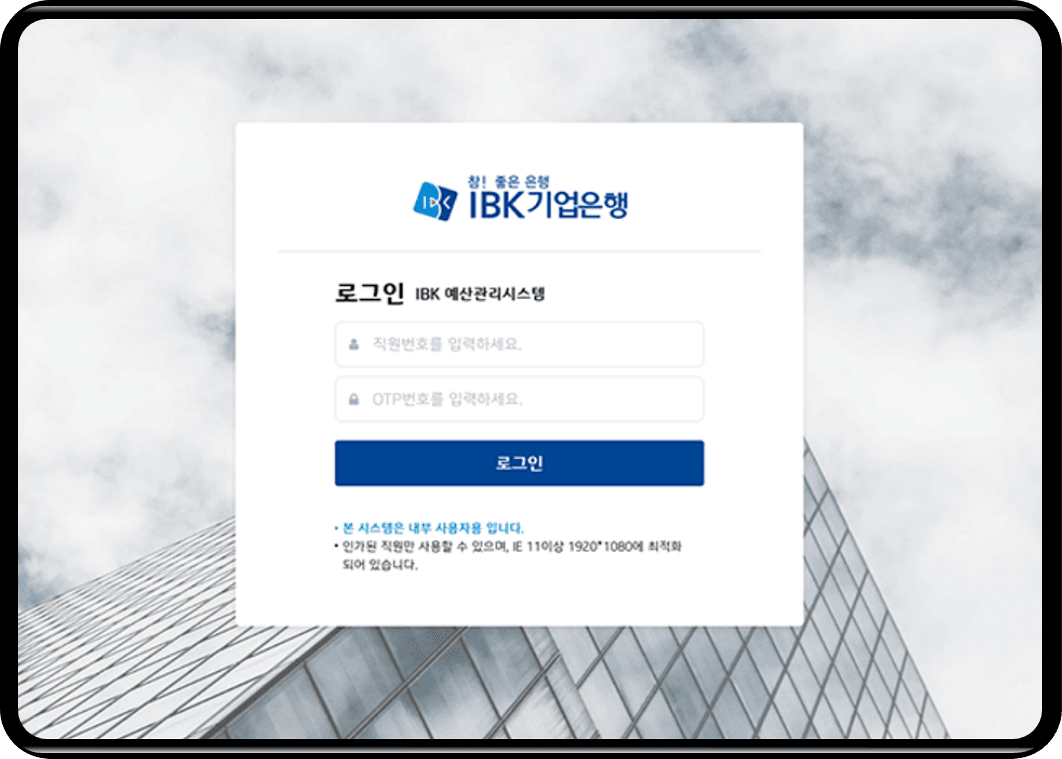 참! 좋은 은행
IBK기업은행
로그인 IBK 예산관리시스템
직원번호를 입력하세요.
OTP번호를 입력하세요.
로그인
• 본 시스템은 내부 사용자용 입니다.
• 인가된 직원만 사용할 수 있으며, IE 11이상 1920*1080에 최적화
되어 있습니다.